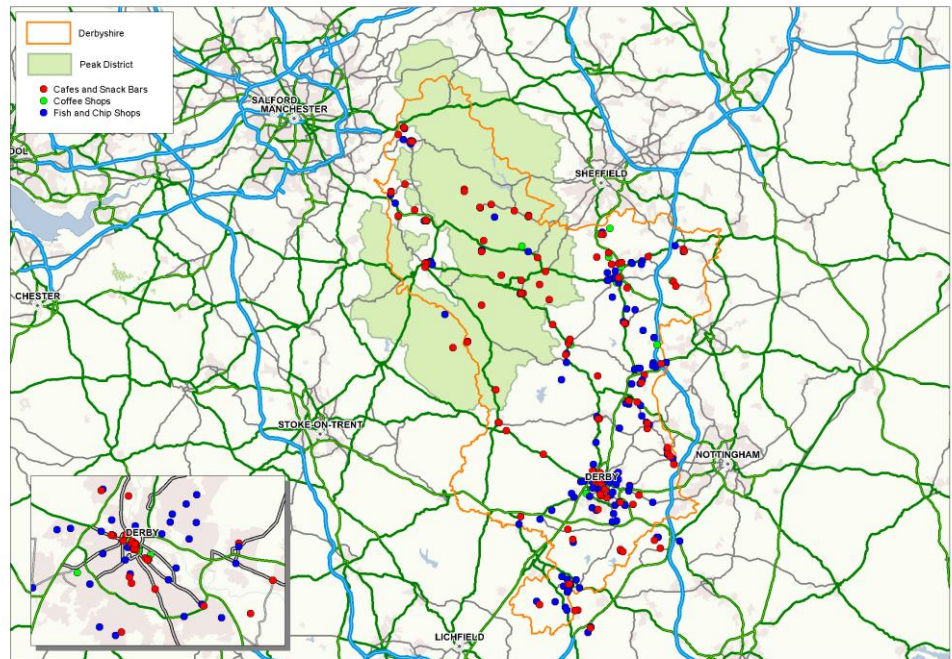 Derbyshire
Peak District
Cafes and Snack Bars
Coffee Shops
Fish and Chip Shops
SALFORD
MANCHESTER
OOL
SHEFFIELD
CHESTER
STOKE-ON-TRENT
NOTTINGHAM
DERBY
DERBY
LICHFIELD